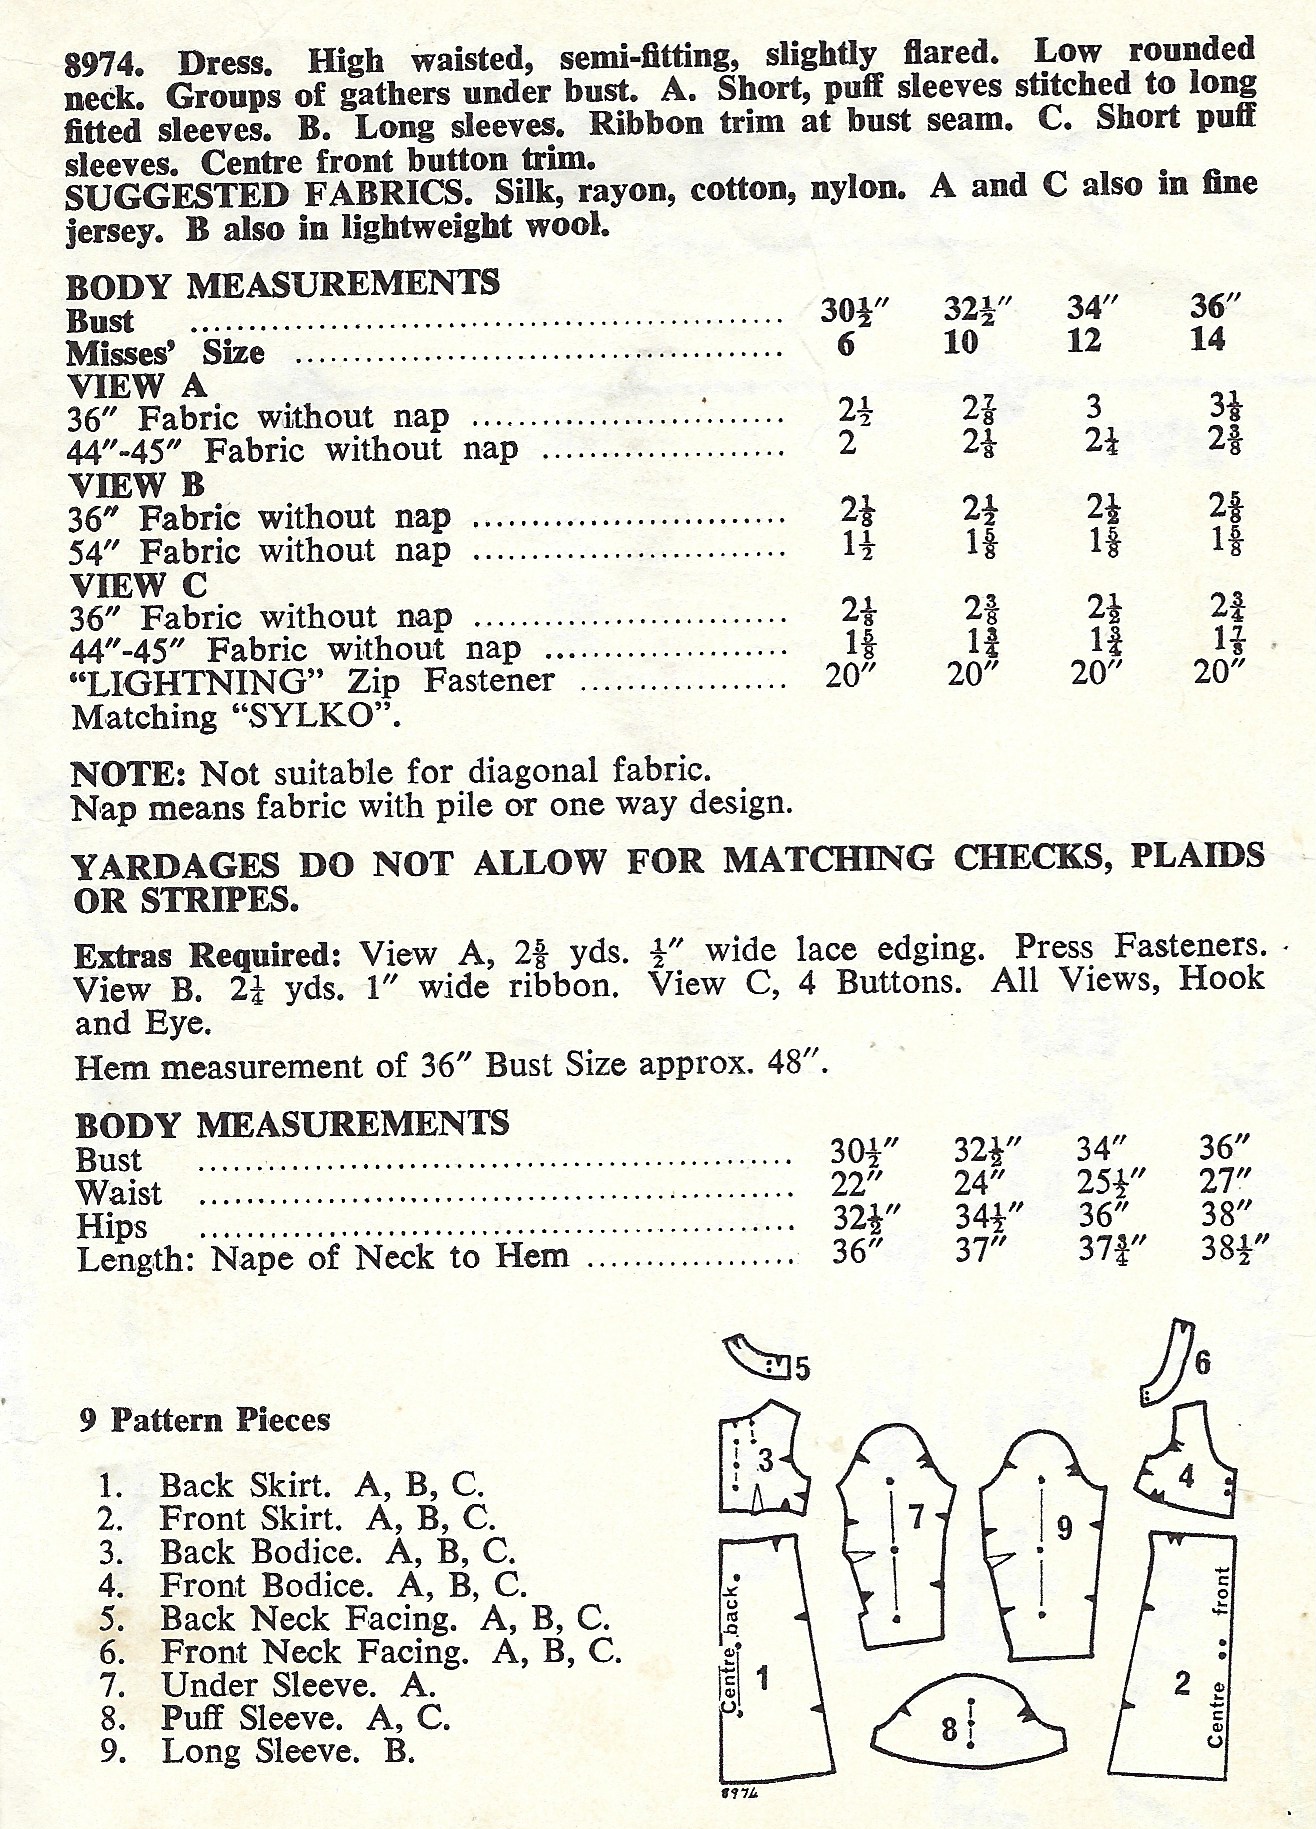 8974. Dress. High waisted, semi-fitting, slightly flared. Low rounded
neck. Groups of gathers under bust. A. Short, puff sleeves stitched to long
fitted sleeves. B. Long sleeves. Ribbon trim at bust seam. C. Short puff
sleeves. Centre front button trim.
SUGGESTED FABRICS. Silk, rayon, cotton, nylon. A and C also in fine
jersey. B also in lightweight wool.
BODY MEASUREMENTS
Bust ........ 30½″ 32½″ 34″ 36″
Misses' Size ........ 6 10 12 14
VIEW A
36″ Fabric without nap ........ 2½ 2⅞ 3 3⅛
44″-45″ Fabric without nap ........ 2 2⅛ 2¼ 2⅜
VIEW B
36″ Fabric without nap ........ 2⅛ 2½ 2½ 2⅝
54″ Fabric without nap ........ 1½ 1⅝ 1⅝ 1⅝
VIEW C
36″ Fabric without nap ........ 2⅛ 2⅜ 2½ 2¾
44″-45″ Fabric without nap ........ 1⅝ 1¾ 1¾ 1⅞
“LIGHTNING” Zip Fastener ........ 20″ 20″ 20″ 20″
Matching “SYLKO”.
NOTE: Not suitable for diagonal fabric.
Nap means fabric with pile or one way design.
YARDAGES DO NOT ALLOW FOR MATCHING CHECKS, PLAIDS
OR STRIPES.
Extras Required: View A, 2⅝ yds. ½″ wide lace edging. Press Fasteners.
View B. 2¼ yds. 1″ wide ribbon. View C, 4 Buttons. All Views, Hook
and Eye.
Hem measurement of 36″ Bust Size approx. 48″.
BODY MEASUREMENTS
Bust ........ 30½″ 32½″ 34″ 36″
Waist ........ 22″ 24″ 25½″ 27″
Hips ........ 32½″ 34½″ 36″ 38″
Length: Nape of Neck to Hem ........ 36″ 37″ 37¾″ 38½″
9 Pattern Pieces
1. Back Skirt. A, B, C.
2. Front Skirt. A, B, C.
3. Back Bodice. A, B, C.
4. Front Bodice. A, B, C.
5. Back Neck Facing. A, B, C.
6. Front Neck Facing. A, B, C.
7. Under Sleeve. A.
8. Puff Sleeve. A, C.
9. Long Sleeve. B.
5
6
3
7
9
4
Centre back
1
8
2
Centre front
8974